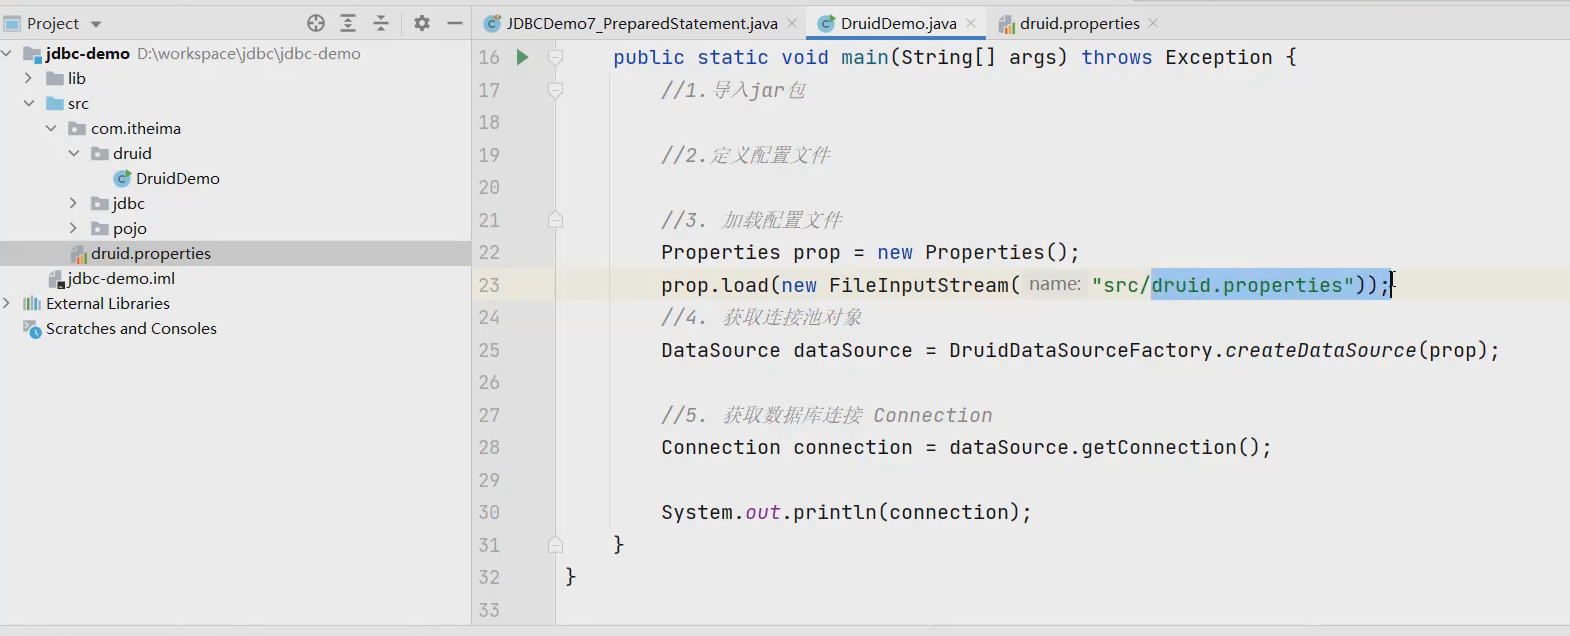 Project
jdbc-demo D:\workspace\jdbc\jdbc-demo
lib
src
com.itheima
druid
DruidDemo
jdbc
pojo
druid.properties
jdbc-demo.iml
External Libraries
Scratches and Consoles
JDBCDemo7_PreparedStatement.java DruidDemo.java druid.properties
16 public static void main(String[] args) throws Exception {
17 //1.导入jar包
18
19 //2.定义配置文件
20
21 //3. 加载配置文件
22 Properties prop = new Properties();
23 prop.load(new FileInputStream( name: "src/druid.properties"));
24 //4. 获取连接池对象
25 DataSource dataSource = DruidDataSourceFactory.createDataSource(prop);
26
27 //5. 获取数据库连接 Connection
28 Connection connection = dataSource.getConnection();
29
30 System.out.println(connection);
31 }
32 }
33